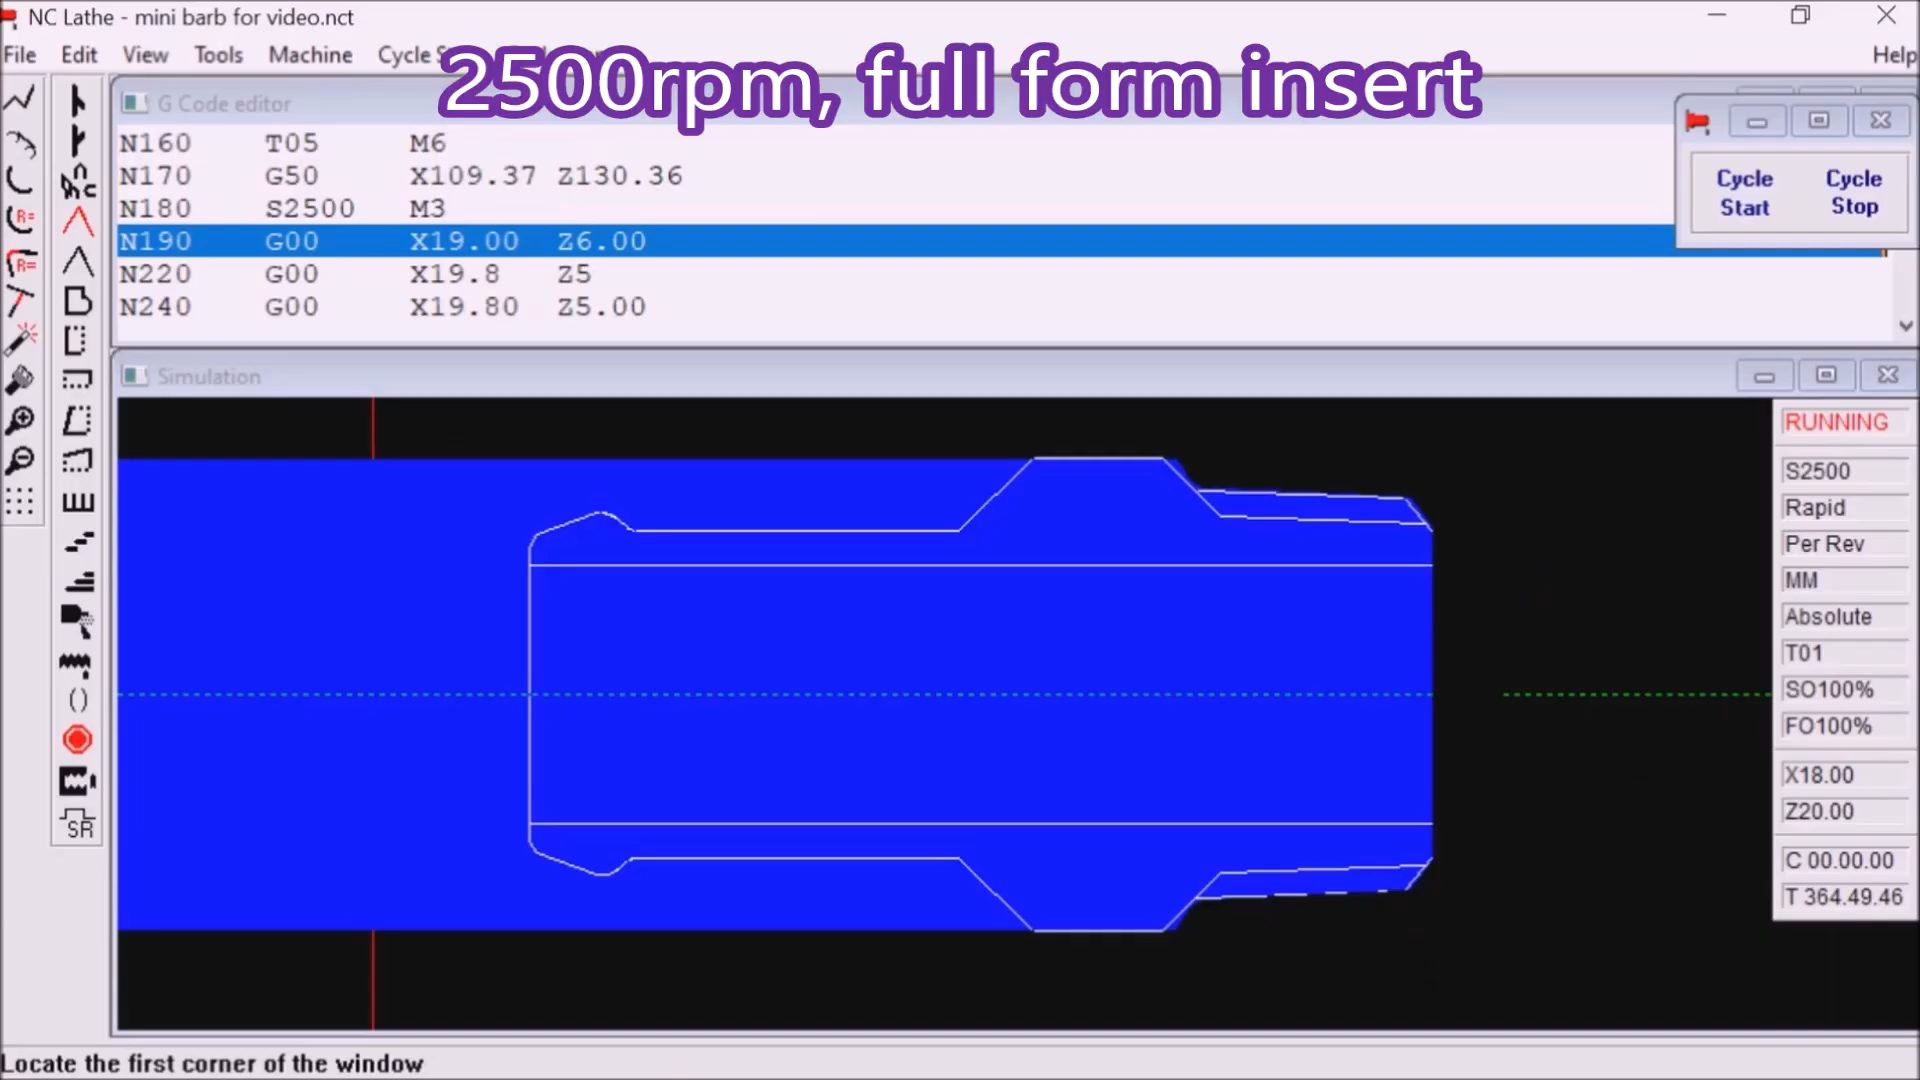 NC Lathe - mini barb for video.nct
File Edit View Tools Machine Cycle
Help
2500rpm, full form insert
G Code editor
N160 T05 M6
N170 G50 X109.37 Z130.36
N180 S2500 M3
N190 G00 X19.00 Z6.00
N220 G00 X19.8 Z5
N240 G00 X19.80 Z5.00
Cycle Start
Cycle Stop
R=
R=
Simulation
RUNNING
S2500
Rapid
Per Rev
MM
Absolute
T01
SO100%
FO100%
X18.00
Z20.00
C 00.00.00
T 364.49.46
( )
SR
Locate the first corner of the window